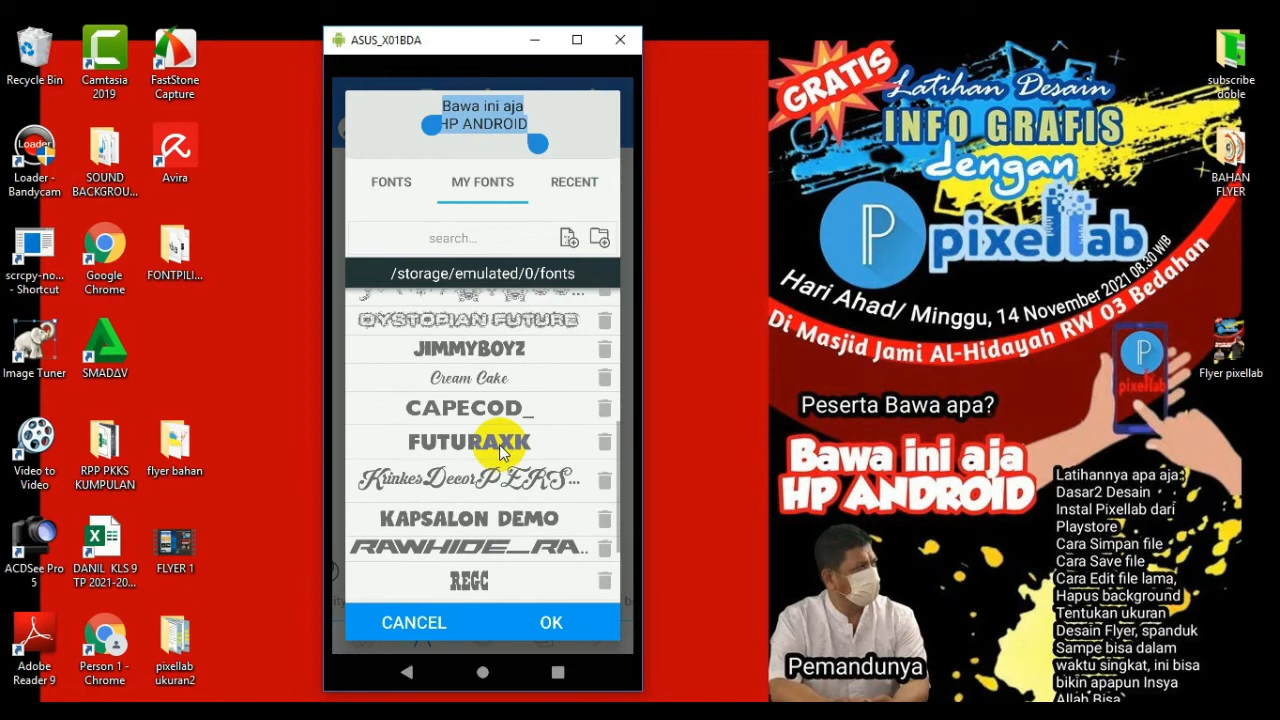 Recycle Bin
Camtasia
2019
FastStone
Capture
Loader
Loader -
Bandycam
SOUND
BACKGROU...
Avira
scrcpy-no...
- Shortcut
Google
Chrome
FONTPILI...
Image Tuner
SMADAV
Video to
Video
RPP PKKS
KUMPULAN
flyer bahan
ACDSee Pro
5
DANIL KLS 9
TP 2021-20...
FLYER 1
Adobe
Reader 9
Person 1 -
Chrome
pixellab
ukuran2
ASUS_X01BDA
Bawa ini aja
HP ANDROID
FONTS
MY FONTS
RECENT
search...
/storage/emulated/0/fonts
DYSTOPIAN FUTURE
JIMMYBOYZ
Cream Cake
CAPECOD_
FUTURAXK
KrinkesDecorPERS...
KAPSALON DEMO
RAWHIDE_RA...
REGC
CANCEL
OK
GRATIS
Latihan Desain
INFO GRAFIS
dengan
P
pixellab
Hari Ahad/ Minggu, 14 November 2021 08.30 WIB
Di Masjid Jami Al-Hidayah RW 03 Bedahan
P
pixellab
Peserta Bawa apa?
Bawa ini aja
HP ANDROID
Latihannya apa aja:
Dasar2 Desain
Instal Pixellab dari
Playstore
Cara Simpan file
Cara Save file
Cara Edit file lama,
Hapus background
Tentukan ukuran
Desain Flyer, spanduk
Sampe bisa dalam
waktu singkat, ini bisa
bikin apapun Insya
Allah Bisa
Pemandunya
subscribe
doble
BAHAN
FLYER
Flyer pixellab